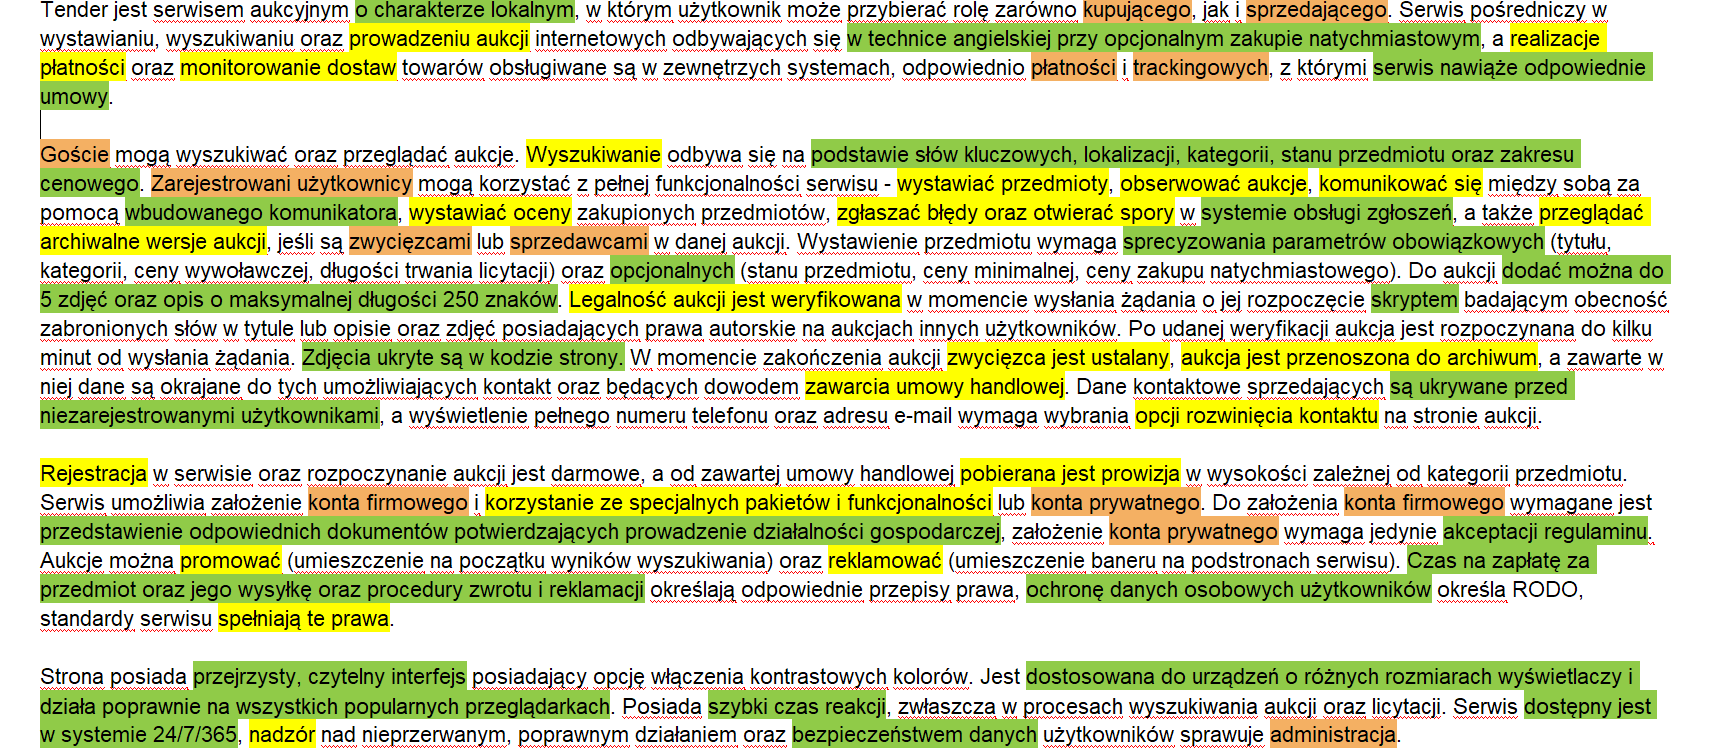 Tender jest serwisem aukcyjnym o charakterze lokalnym, w którym użytkownik może przybierać rolę zarówno kupującego, jak i sprzedającego. Serwis pośredniczy w
wystawianiu, wyszukiwaniu oraz prowadzeniu aukcji internetowych odbywających się w technice angielskiej przy opcjonalnym zakupie natychmiastowym, a realizacje
płatności oraz monitorowanie dostaw towarów obsługiwane są w zewnętrzych systemach, odpowiednio płatności i trackingowych, z którymi serwis nawiąże odpowiednie
umowy.
Goście mogą wyszukiwać oraz przeglądać aukcje. Wyszukiwanie odbywa się na podstawie słów kluczowych, lokalizacji, kategorii, stanu przedmiotu oraz zakresu
cenowego. Zarejestrowani użytkownicy mogą korzystać z pełnej funkcjonalności serwisu - wystawiać przedmioty, obserwować aukcje, komunikować się między sobą za
pomocą wbudowanego komunikatora, wystawiać oceny zakupionych przedmiotów, zgłaszać błędy oraz otwierać spory w systemie obsługi zgłoszeń, a także przeglądać
archiwalne wersje aukcji, jeśli są zwycięzcami lub sprzedawcami w danej aukcji. Wystawienie przedmiotu wymaga sprecyzowania parametrów obowiązkowych (tytułu,
kategorii, ceny wywoławczej, długości trwania licytacji) oraz opcjonalnych (stanu przedmiotu, ceny minimalnej, ceny zakupu natychmiastowego). Do aukcji dodać można do
5 zdjęć oraz opis o maksymalnej długości 250 znaków. Legalność aukcji jest weryfikowana w momencie wysłania żądania o jej rozpoczęcie skryptem badającym obecność
zabronionych słów w tytule lub opisie oraz zdjęć posiadających prawa autorskie na aukcjach innych użytkowników. Po udanej weryfikacji aukcja jest rozpoczynana do kilku
minut od wysłania żądania. Zdjęcia ukryte są w kodzie strony. W momencie zakończenia aukcji zwycięzca jest ustalany, aukcja jest przenoszona do archiwum, a zawarte w
niej dane są okrajane do tych umożliwiających kontakt oraz będących dowodem zawarcia umowy handlowej. Dane kontaktowe sprzedających są ukrywane przed
niezarejestrowanymi użytkownikami, a wyświetlenie pełnego numeru telefonu oraz adresu e-mail wymaga wybrania opcji rozwinięcia kontaktu na stronie aukcji.
Rejestracja w serwisie oraz rozpoczynanie aukcji jest darmowe, a od zawartej umowy handlowej pobierana jest prowizja w wysokości zależnej od kategorii przedmiotu.
Serwis umożliwia założenie konta firmowego i korzystanie ze specjalnych pakietów i funkcjonalności lub konta prywatnego. Do założenia konta firmowego wymagane jest
przedstawienie odpowiednich dokumentów potwierdzających prowadzenie działalności gospodarczej, założenie konta prywatnego wymaga jedynie akceptacji regulaminu.
Aukcje można promować (umieszczenie na początku wyników wyszukiwania) oraz reklamować (umieszczenie baneru na podstronach serwisu). Czas na zapłatę za
przedmiot oraz jego wysyłkę oraz procedury zwrotu i reklamacji określają odpowiednie przepisy prawa, ochronę danych osobowych użytkowników określa RODO,
standardy serwisu spełniają te prawa.
Strona posiada przejrzysty, czytelny interfejs posiadający opcję włączenia kontrastowych kolorów. Jest dostosowana do urządzeń o różnych rozmiarach wyświetlaczy i
działa poprawnie na wszystkich popularnych przeglądarkach. Posiada szybki czas reakcji, zwłaszcza w procesach wyszukiwania aukcji oraz licytacji. Serwis dostępny jest
w systemie 24/7/365, nadzór nad nieprzerwanym, poprawnym działaniem oraz bezpieczeństwem danych użytkowników sprawuje administracja.